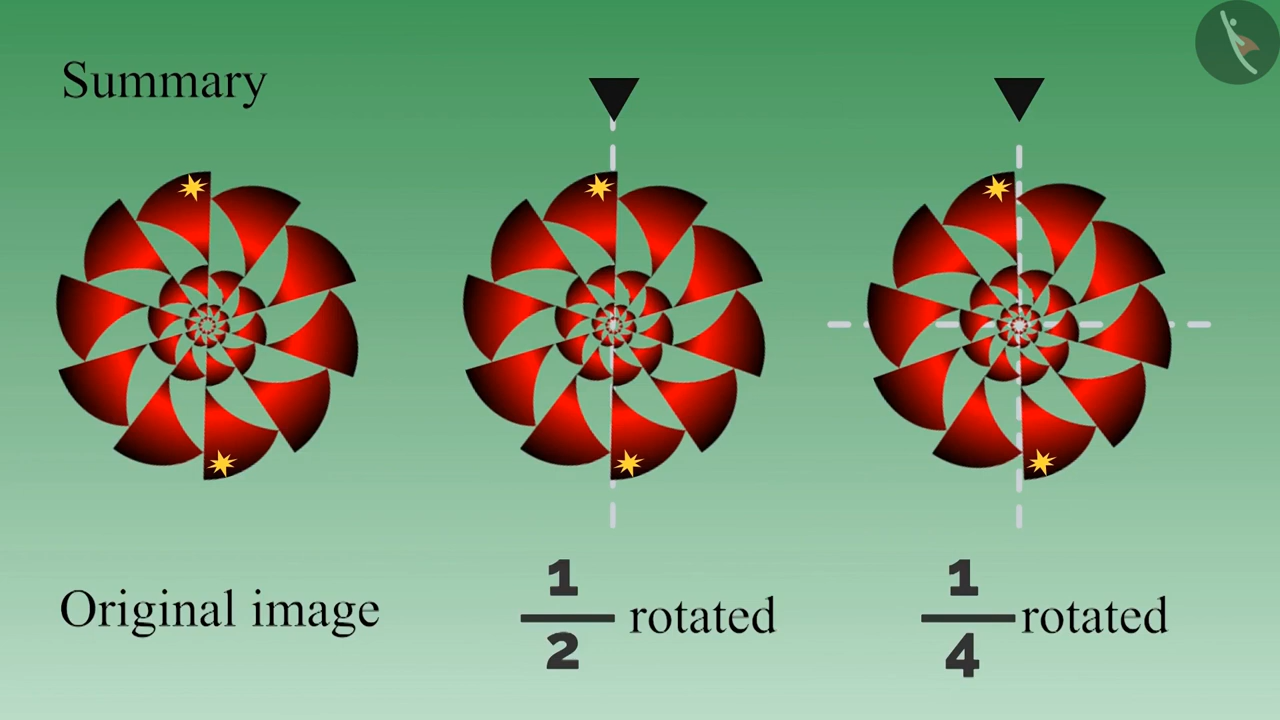 Summary
Original image
1/2 rotated
1/4 rotated